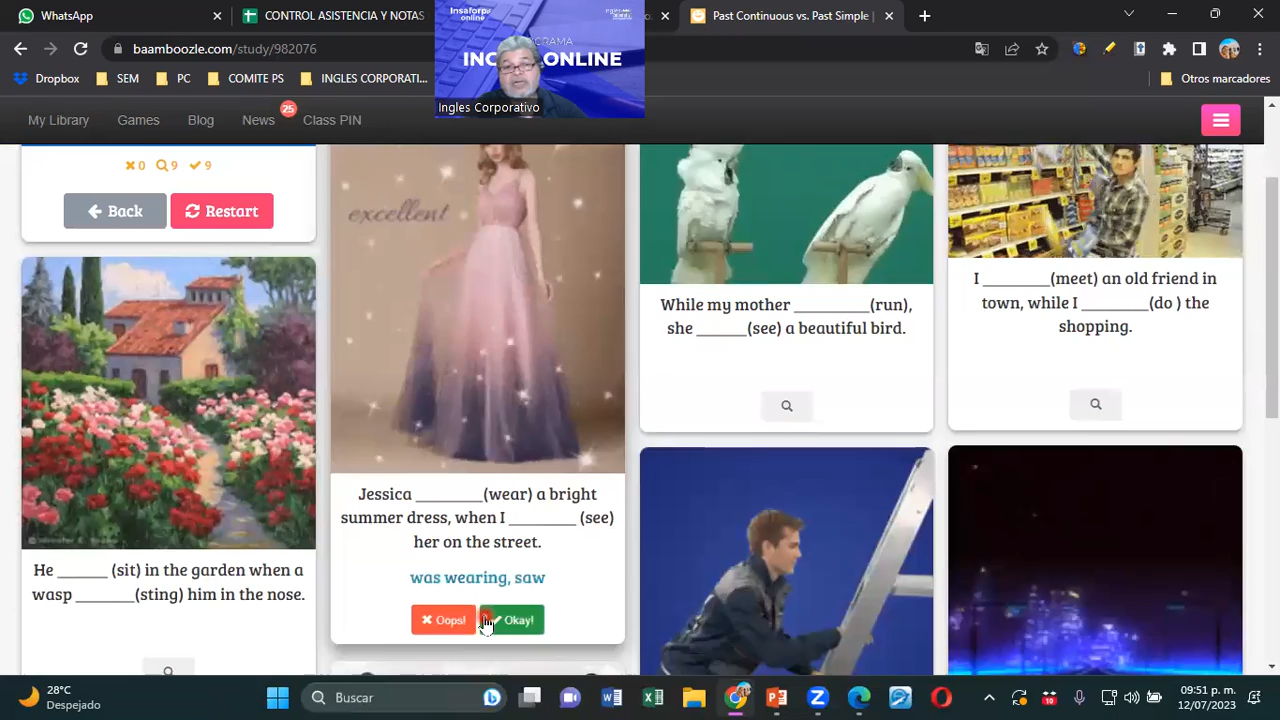 WhatsApp
CONTROL ASISTENCIA Y NOTAS
Past Continuous vs. Past Simple |
baamboozle.com/study/982076
Insaforp
online
INC
ONLINE
Ingles Corporativo
Dropbox
SEM
PC
COMITE PS
INGLES CORPORATI...
Otros marcadores
My Library
Games
Blog
News
25
Class PIN
0
9
9
Back
Restart
excellent
He ______ (sit) in the garden when a
wasp _______(sting) him in the nose.
Jessica ________(wear) a bright
summer dress, when I ________ (see)
her on the street.
was wearing, saw
Oops!
Okay!
While my mother _________(run),
she ______(see) a beautiful bird.
I ________(meet) an old friend in
town, while I ________(do ) the
shopping.
28°C
Despejado
Buscar
10
09:51 p. m.
12/07/2023